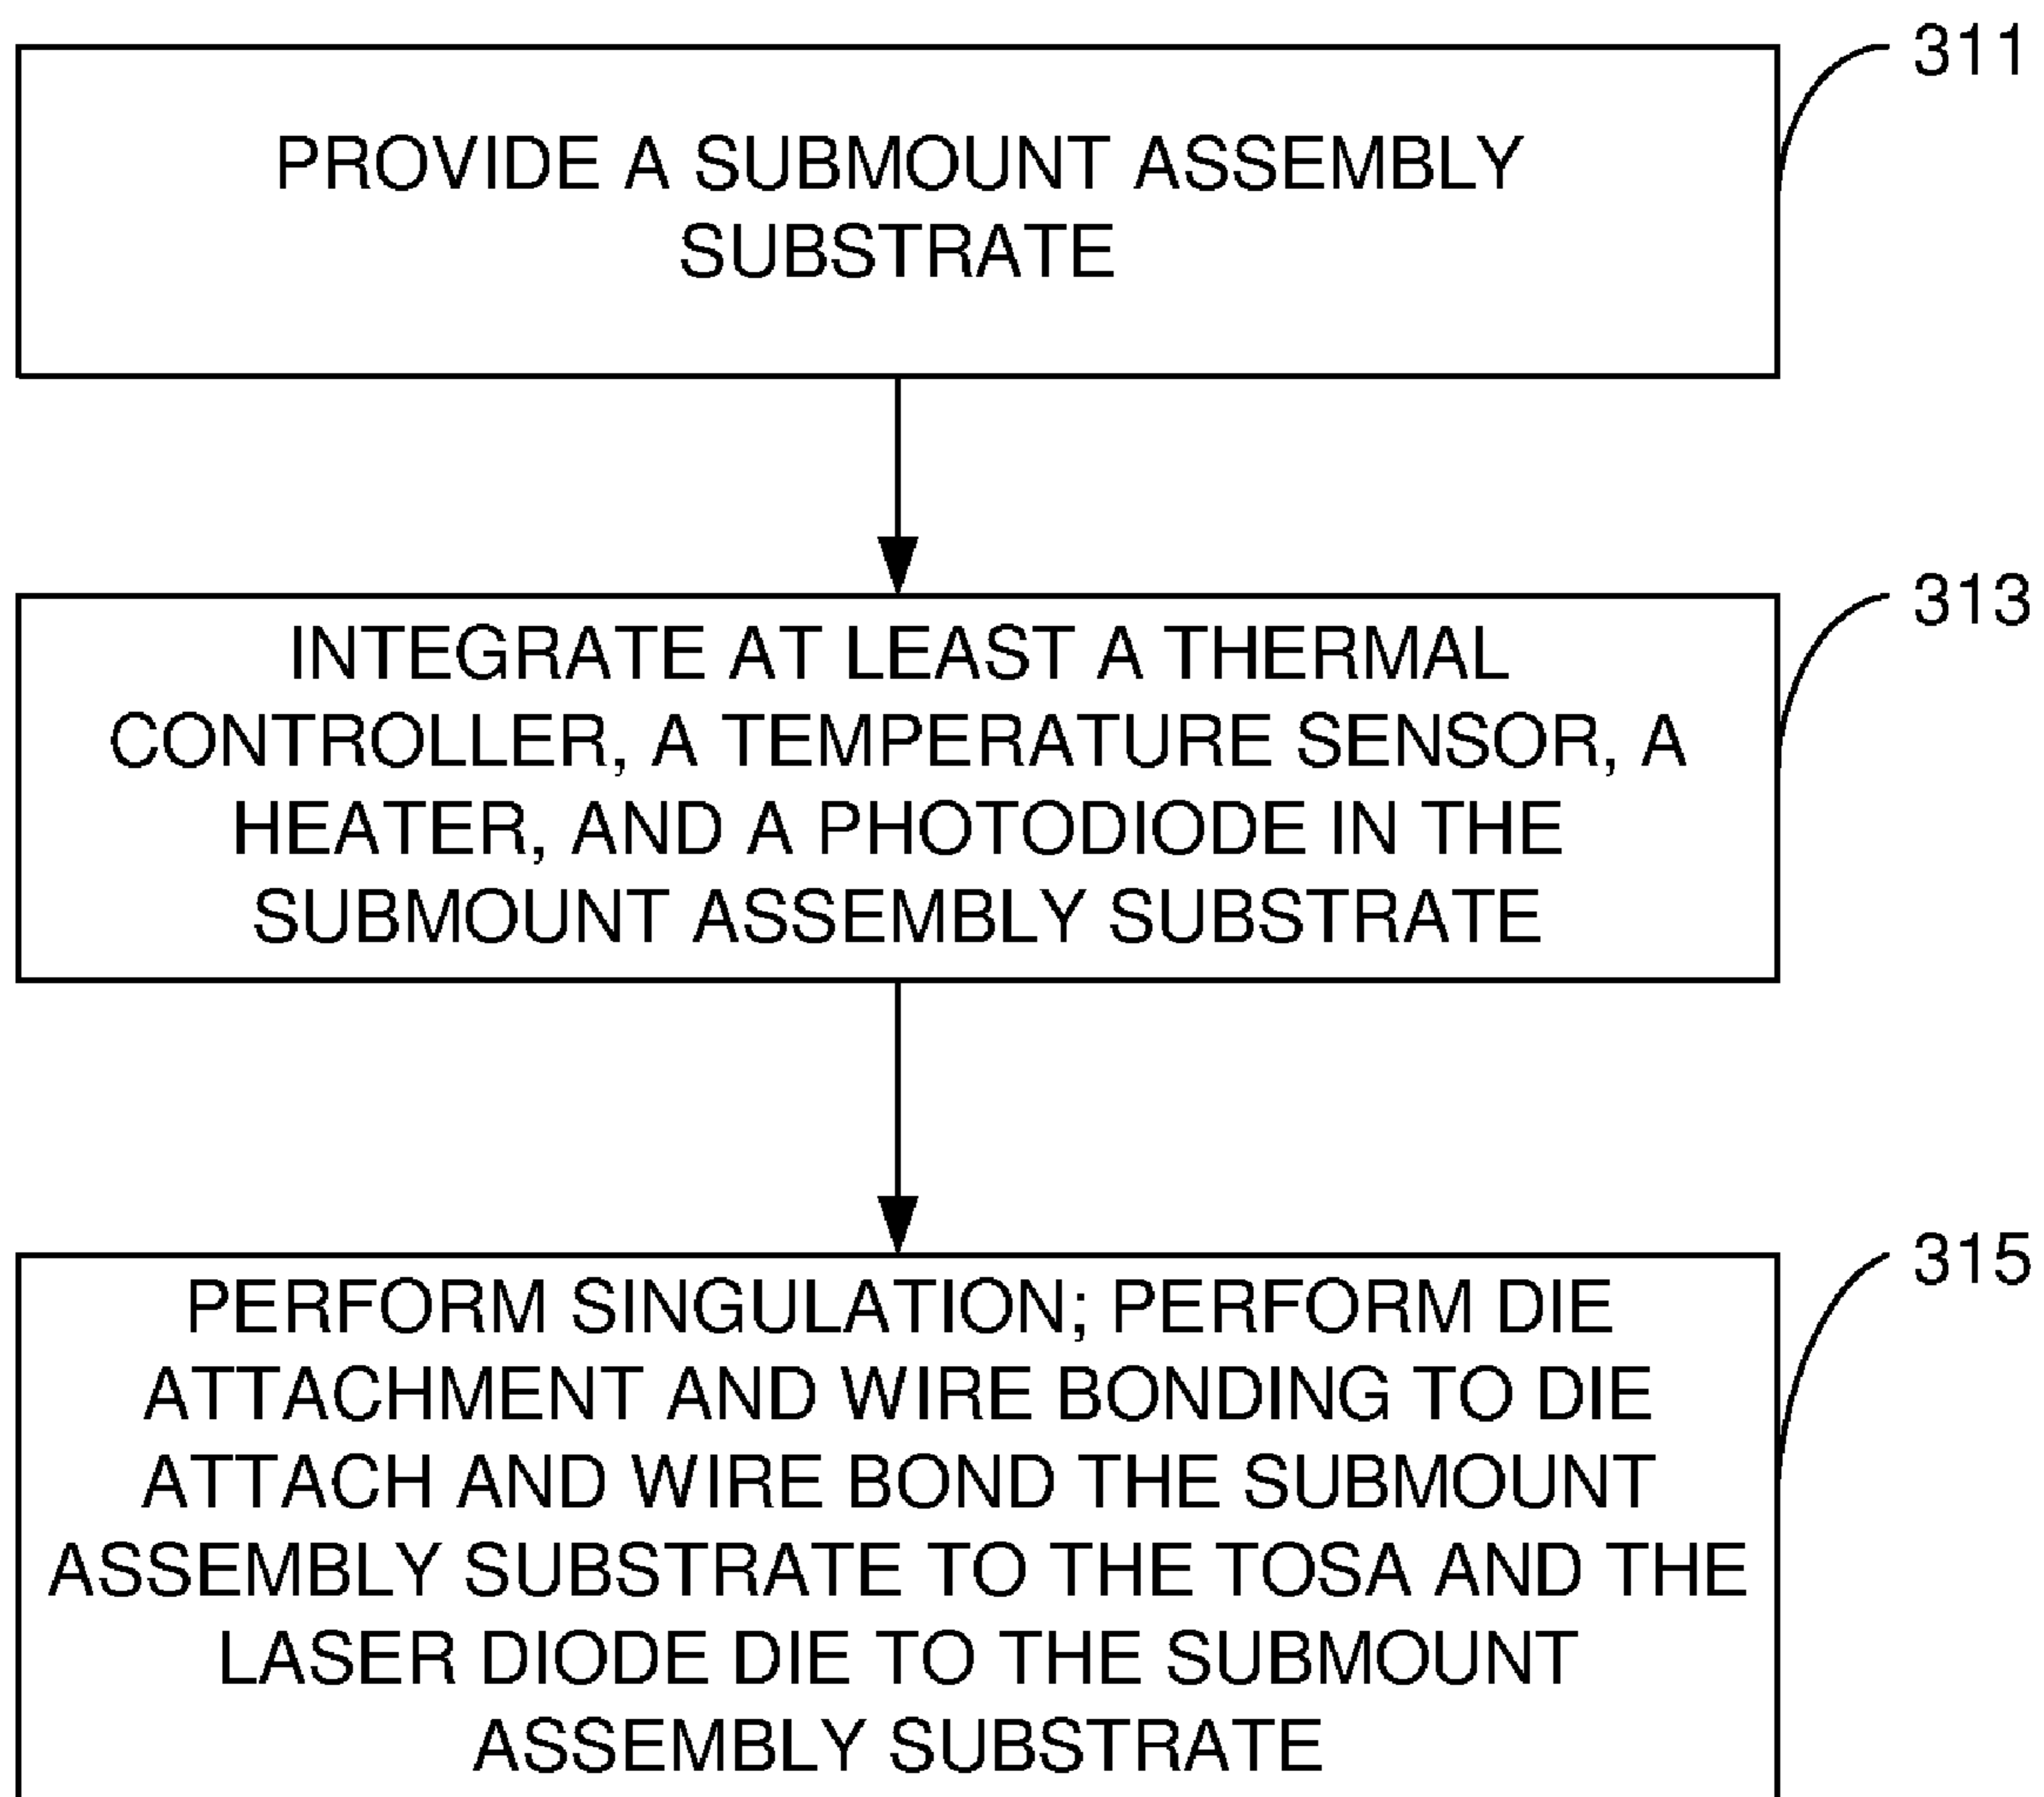 311
PROVIDE A SUBMOUNT ASSEMBLY
SUBSTRATE
313
INTEGRATE AT LEAST A THERMAL
CONTROLLER, A TEMPERATURE SENSOR, A
HEATER, AND A PHOTODIODE IN THE
SUBMOUNT ASSEMBLY SUBSTRATE
315
PERFORM SINGULATION; PERFORM DIE
ATTACHMENT AND WIRE BONDING TO DIE
ATTACH AND WIRE BOND THE SUBMOUNT
ASSEMBLY SUBSTRATE TO THE TOSA AND THE
LASER DIODE DIE TO THE SUBMOUNT
ASSEMBLY SUBSTRATE